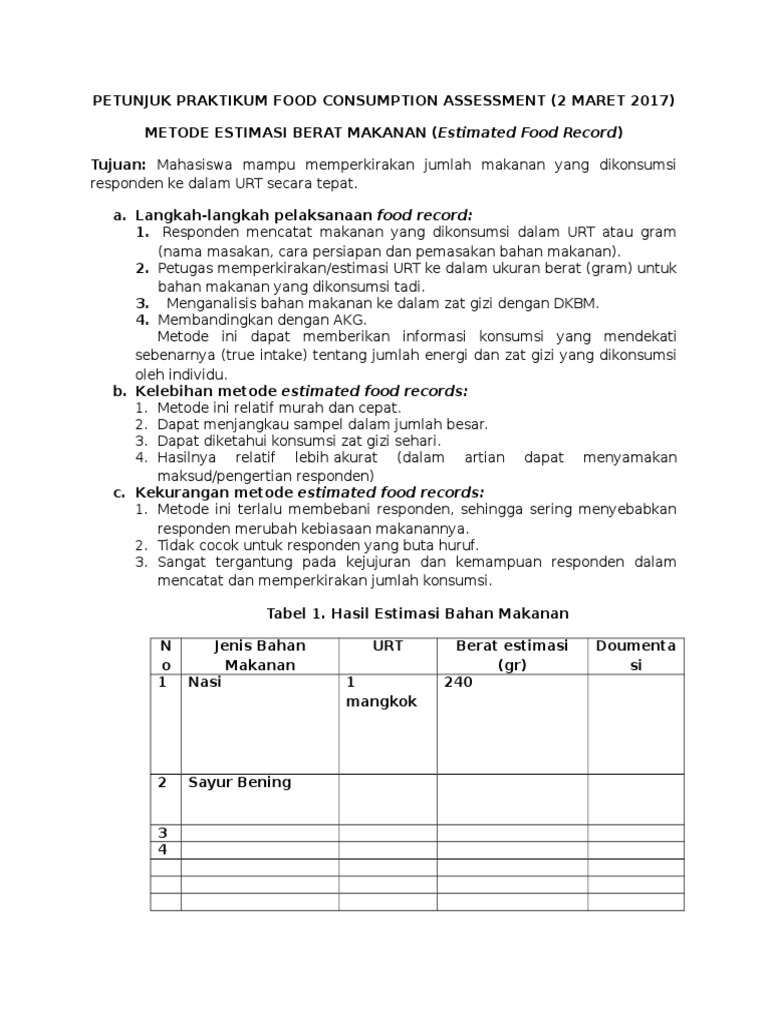 PETUNJUK PRAKTIKUM FOOD CONSUMPTION ASSESSMENT (2 MARET 2017)
METODE ESTIMASI BERAT MAKANAN (Estimated Food Record)
Tujuan: Mahasiswa mampu memperkirakan jumlah makanan yang dikonsumsi
responden ke dalam URT secara tepat.
a. Langkah-langkah pelaksanaan food record:
1. Responden mencatat makanan yang dikonsumsi dalam URT atau gram
(nama masakan, cara persiapan dan pemasakan bahan makanan).
2. Petugas memperkirakan/estimasi URT ke dalam ukuran berat (gram) untuk
bahan makanan yang dikonsumsi tadi.
3. Menganalisis bahan makanan ke dalam zat gizi dengan DKBM.
4. Membandingkan dengan AKG.
Metode ini dapat memberikan informasi konsumsi yang mendekati
sebenarnya (true intake) tentang jumlah energi dan zat gizi yang dikonsumsi
oleh individu.
b. Kelebihan metode estimated food records:
1. Metode ini relatif murah dan cepat.
2. Dapat menjangkau sampel dalam jumlah besar.
3. Dapat diketahui konsumsi zat gizi sehari.
4. Hasilnya relatif lebih akurat (dalam artian dapat menyamakan
maksud/pengertian responden)
c. Kekurangan metode estimated food records:
1. Metode ini terlalu membebani responden, sehingga sering menyebabkan
responden merubah kebiasaan makanannya.
2. Tidak cocok untuk responden yang buta huruf.
3. Sangat tergantung pada kejujuran dan kemampuan responden dalam
mencatat dan memperkirakan jumlah konsumsi.
Tabel 1. Hasil Estimasi Bahan Makanan
N Jenis Bahan URT Berat estimasi Doumenta
o Makanan (gr) si
1 Nasi 1 240
mangkok
2 Sayur Bening
3
4